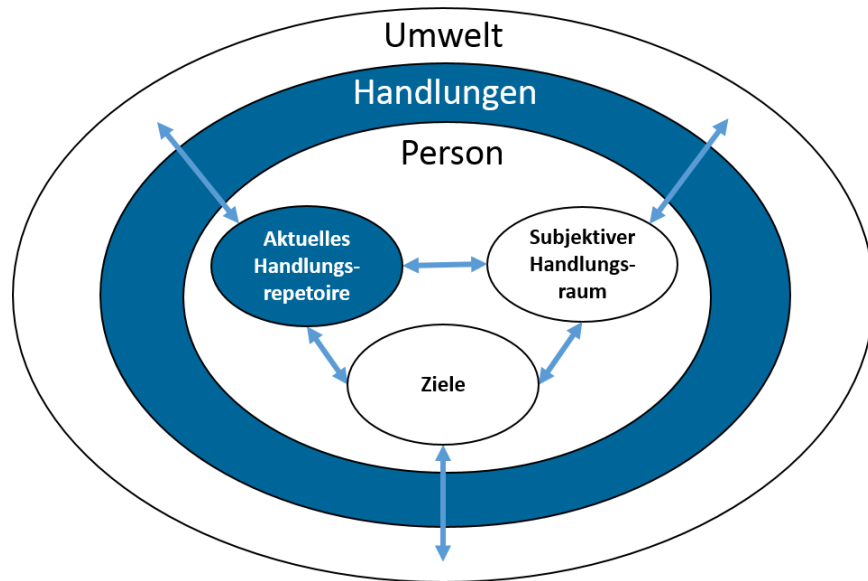 Umwelt
Handlungen
Person
Aktuelles
Handlungs-
repetoire
Subjektiver
Handlungs-
raum
Ziele